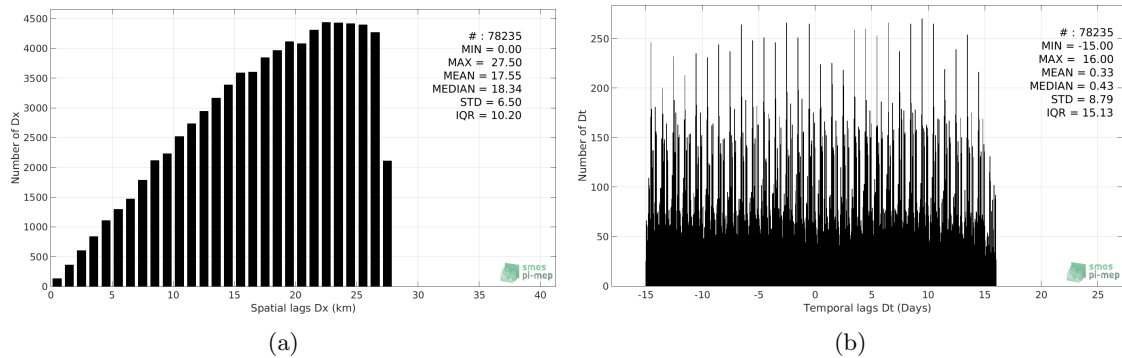 4500
4000
3500
3000
2500
2000
1500
1000
500
0
Number of Dx
# : 78235
MIN = 0.00
MAX = 27.50
MEAN = 17.55
MEDIAN = 18.34
STD = 6.50
IQR = 10.20
smos
pi-mep
0 5 10 15 20 25 30 35 40
Spatial lags Dx (km)
(a)
250
200
150
100
50
0
Number of Dt
# : 78235
MIN = -15.00
MAX = 16.00
MEAN = 0.33
MEDIAN = 0.43
STD = 8.79
IQR = 15.13
smos
pi-mep
-15 -10 -5 0 5 10 15 20 25
Temporal lags Dt (Days)
(b)